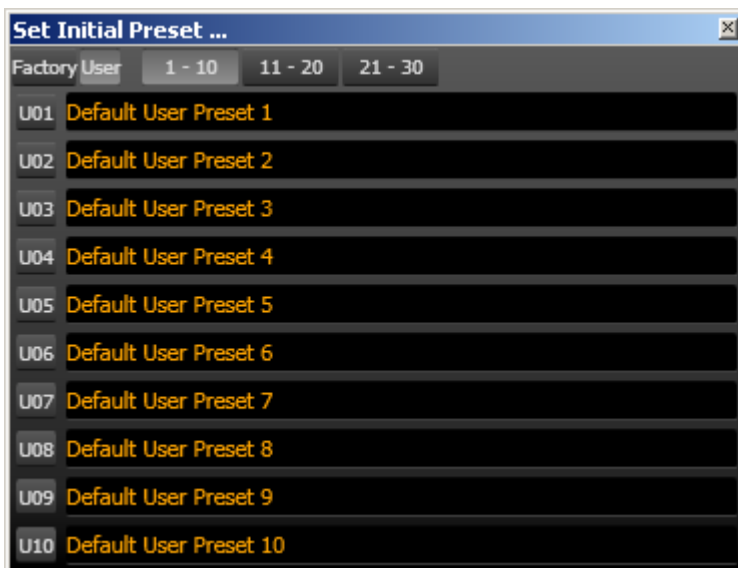 Set Initial Preset ...
Factory User 1 - 10 11 - 20 21 - 30
U01 Default User Preset 1
U02 Default User Preset 2
U03 Default User Preset 3
U04 Default User Preset 4
U05 Default User Preset 5
U06 Default User Preset 6
U07 Default User Preset 7
U08 Default User Preset 8
U09 Default User Preset 9
U10 Default User Preset 10